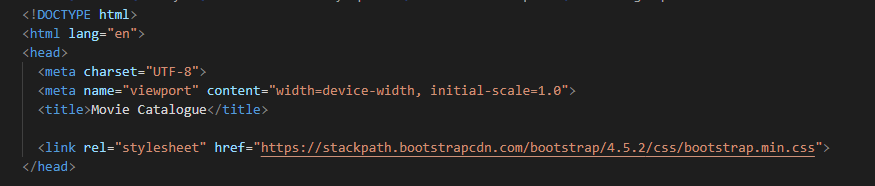 <!DOCTYPE html>
<html lang="en">
<head>
<meta charset="UTF-8">
<meta name="viewport" content="width=device-width, initial-scale=1.0">
<title>Movie Catalogue</title>
<link rel="stylesheet" href="https://stackpath.bootstrapcdn.com/bootstrap/4.5.2/css/bootstrap.min.css">
</head>